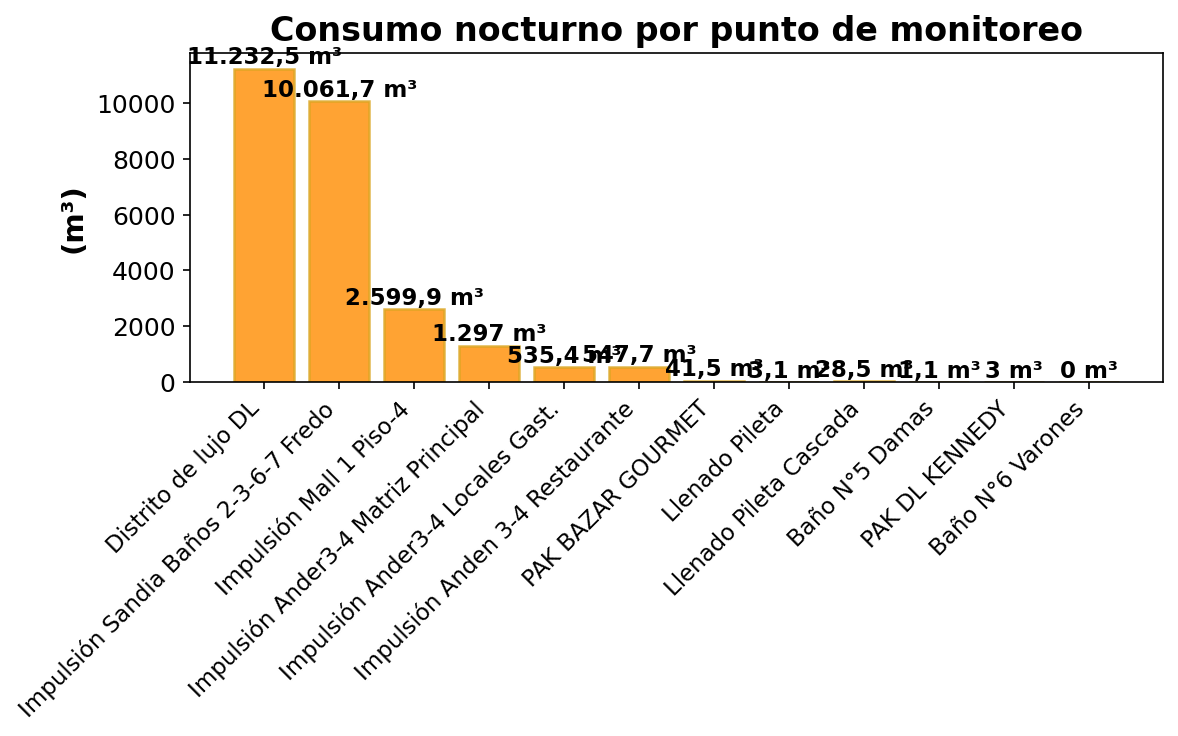 Consumo nocturno por punto de monitoreo
(m³)
10000
8000
6000
4000
2000
0
11.232,5 m³
10.061,7 m³
2.599,9 m³
1.297 m³
535,4 m³
547,7 m³
41,5 m³
3,1 m³
28,5 m³
1,1 m³
3 m³
0 m³
Distrito de lujo DL
Impulsión Sandia Baños 2-3-6-7 Fredo
Impulsión Mall 1 Piso-4
Impulsión Ander3-4 Matriz Principal
Impulsión Ander3-4 Locales Gast.
Impulsión Anden 3-4 Restaurante
PAK BAZAR GOURMET
Llenado Pileta
Llenado Pileta Cascada
Baño N°5 Damas
PAK DL KENNEDY
Baño N°6 Varones